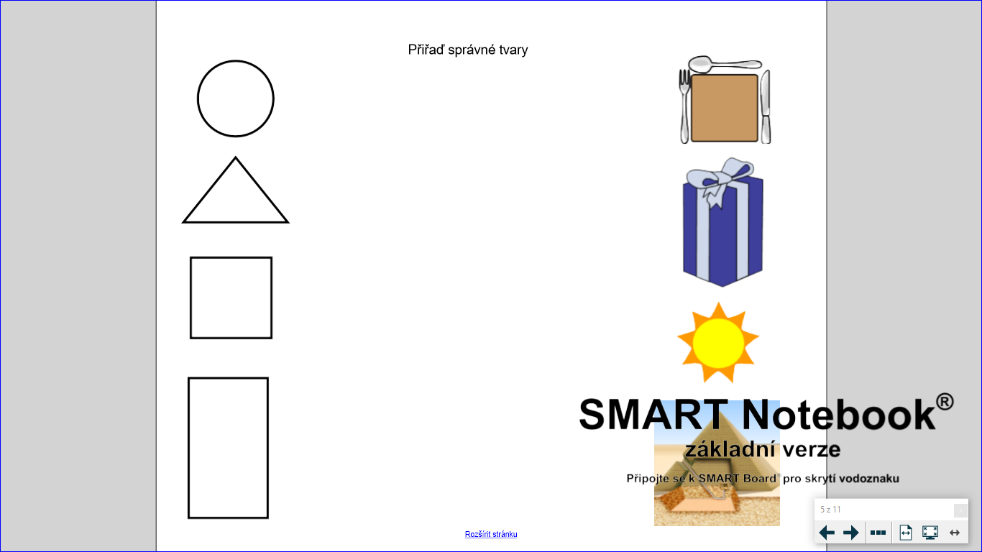 Přiřaď správné tvary
SMART Notebook®
základní verze
Připojte se k SMART Board® pro skrytí vodoznaku
5 z 11
Rozšířit stránku